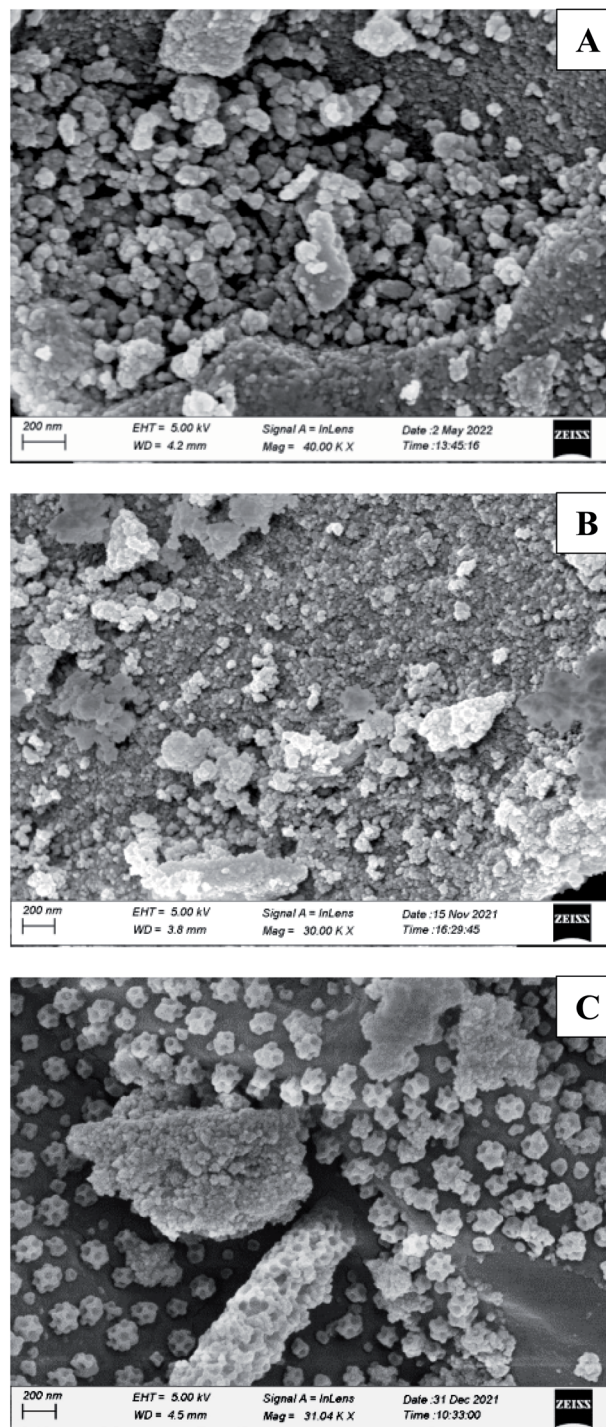 A
200 nm EHT = 5.00 kV Signal A = InLens Date :2 May 2022 ZEISS
WD = 4.2 mm Mag = 40.00 K X Time :13:45:16
B
200 nm EHT = 5.00 kV Signal A = InLens Date :15 Nov 2021 ZEISS
WD = 3.8 mm Mag = 30.00 K X Time :16:29:45
C
200 nm EHT = 5.00 kV Signal A = InLens Date :31 Dec 2021 ZEISS
WD = 4.5 mm Mag = 31.04 K X Time :10:33:00